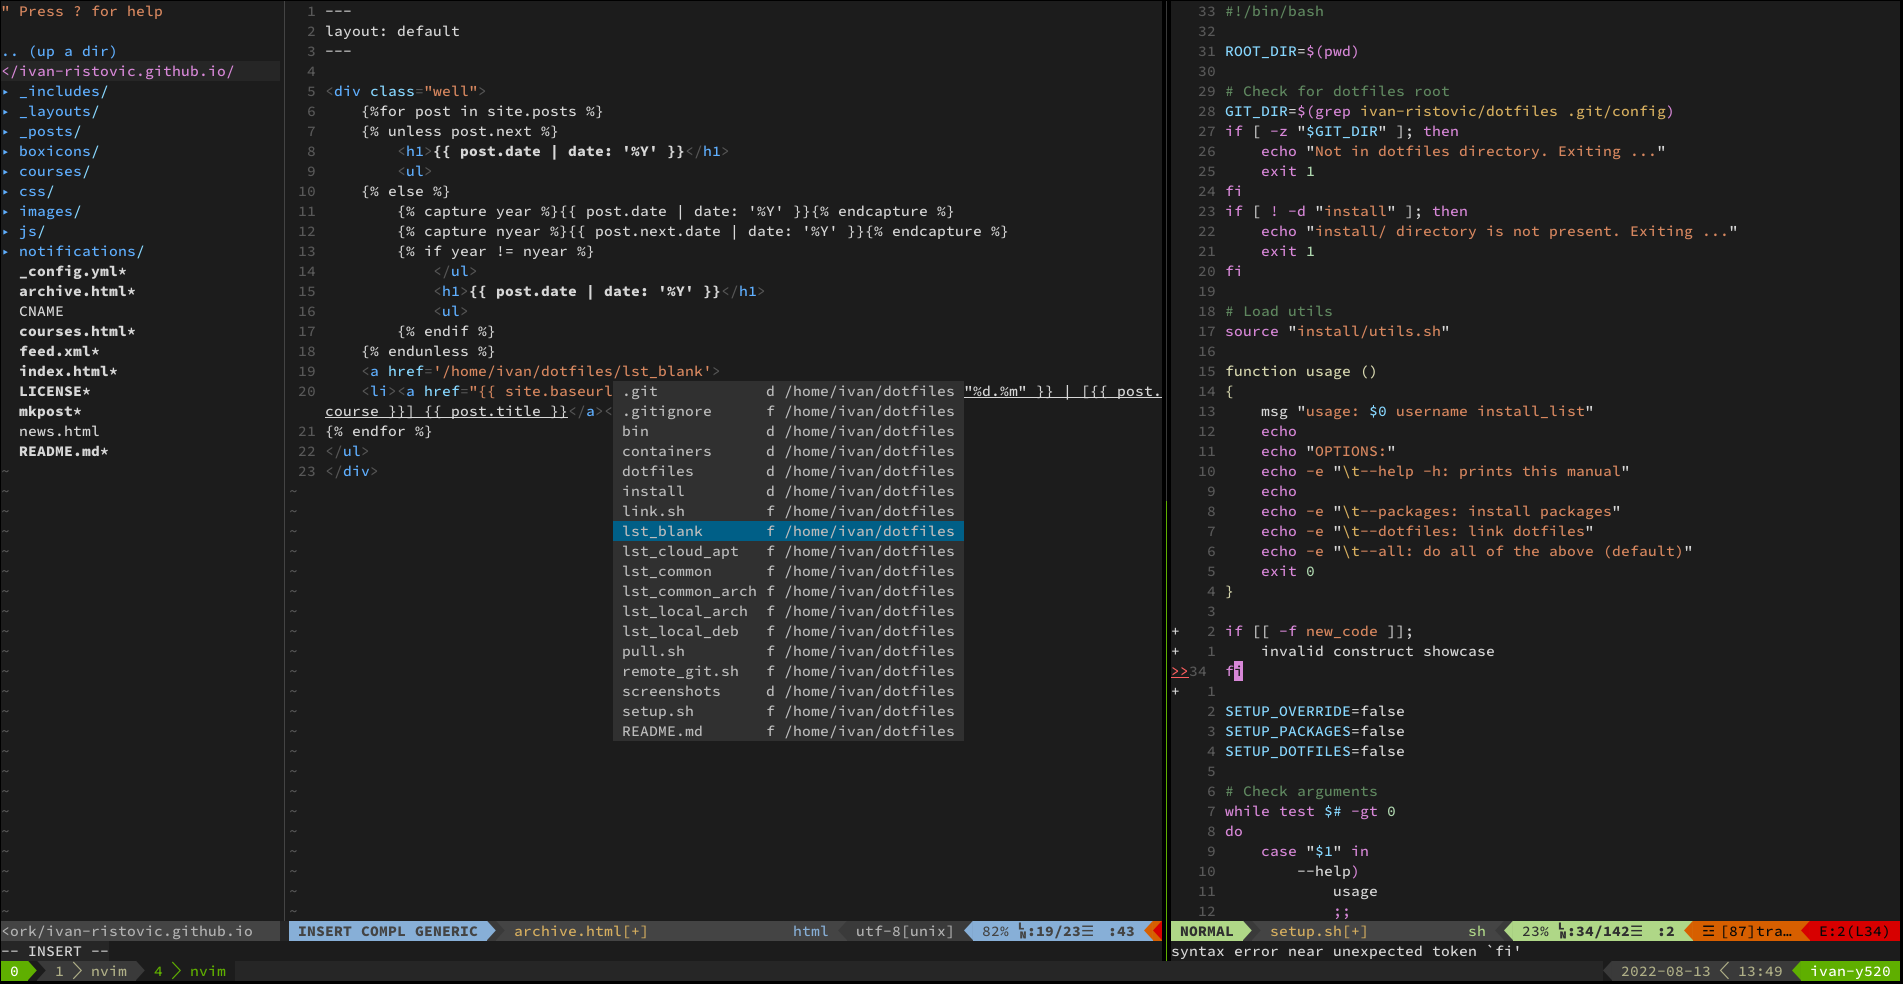 " Press ? for help
.. (up a dir)
</ivan-ristovic.github.io/
▸ _includes/
▸ _layouts/
▸ _posts/
▸ boxicons/
▸ courses/
▸ css/
▸ images/
▸ js/
▸ notifications/
_config.yml*
archive.html*
CNAME
courses.html*
feed.xml*
index.html*
LICENSE*
mkpost*
news.html
README.md*
<ork/ivan-ristovic.github.io
1 ---
2 layout: default
3 ---
4
5 <div class="well">
6     {%for post in site.posts %}
7     {% unless post.next %}
8         <h1>{{ post.date | date: '%Y' }}</h1>
9         <ul>
10     {% else %}
11         {% capture year %}{{ post.date | date: '%Y' }}{% endcapture %}
12         {% capture nyear %}{{ post.next.date | date: '%Y' }}{% endcapture %}
13         {% if year != nyear %}
14             </ul>
15             <h1>{{ post.date | date: '%Y' }}</h1>
16             <ul>
17         {% endif %}
18     {% endunless %}
19     <a href='/home/ivan/dotfiles/lst_blank'>
20     <li><a href="{{ site.baseurl "%d.%m" }} | [{{ post.
course }}] {{ post.title }}</a><
21 {% endfor %}
22 </ul>
23 </div>
.git d /home/ivan/dotfiles
.gitignore f /home/ivan/dotfiles
bin d /home/ivan/dotfiles
containers d /home/ivan/dotfiles
dotfiles d /home/ivan/dotfiles
install d /home/ivan/dotfiles
link.sh f /home/ivan/dotfiles
lst_blank f /home/ivan/dotfiles
lst_cloud_apt f /home/ivan/dotfiles
lst_common f /home/ivan/dotfiles
lst_common_arch f /home/ivan/dotfiles
lst_local_arch f /home/ivan/dotfiles
lst_local_deb f /home/ivan/dotfiles
pull.sh f /home/ivan/dotfiles
remote_git.sh f /home/ivan/dotfiles
screenshots d /home/ivan/dotfiles
setup.sh f /home/ivan/dotfiles
README.md f /home/ivan/dotfiles
INSERT COMPL GENERIC archive.html[+] html utf-8[unix] 82% ㏑:19/23☰ :43
33 #!/bin/bash
32
31 ROOT_DIR=$(pwd)
30
29 # Check for dotfiles root
28 GIT_DIR=$(grep ivan-ristovic/dotfiles .git/config)
27 if [ -z "$GIT_DIR" ]; then
26     echo "Not in dotfiles directory. Exiting ..."
25     exit 1
24 fi
23 if [ ! -d "install" ]; then
22     echo "install/ directory is not present. Exiting ..."
21     exit 1
20 fi
19
18 # Load utils
17 source "install/utils.sh"
16
15 function usage ()
14 {
13     msg "usage: $0 username install_list"
12     echo
11     echo "OPTIONS:"
10     echo -e "\t--help -h: prints this manual"
9     echo
8     echo -e "\t--packages: install packages"
7     echo -e "\t--dotfiles: link dotfiles"
6     echo -e "\t--all: do all of the above (default)"
5     exit 0
4 }
3
+ 2 if [[ -f new_code ]];
+ 1     invalid construct showcase
>>34 fi
+ 1
2 SETUP_OVERRIDE=false
3 SETUP_PACKAGES=false
4 SETUP_DOTFILES=false
5
6 # Check arguments
7 while test $# -gt 0
8 do
9     case "$1" in
10         --help)
11             usage
12             ;;
NORMAL setup.sh[+] sh 23% ㏑:34/142☰ :2 ☲ [87]tra… E:2(L34)
-- INSERT --
syntax error near unexpected token `fi'
0 1 nvim 4 nvim 2022-08-13 13:49 ivan-y520